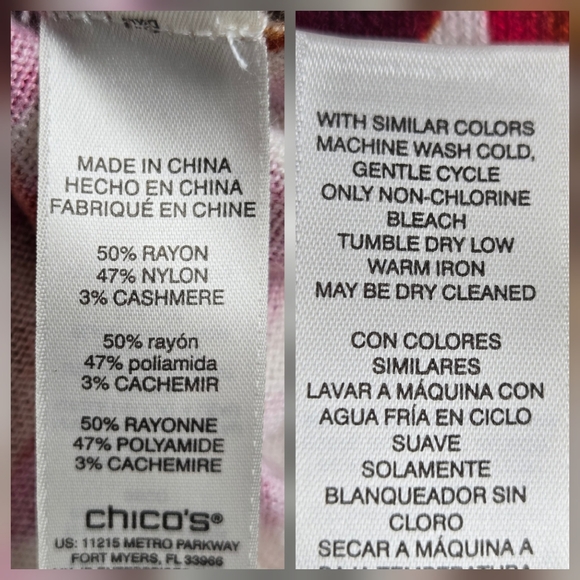 MADE IN CHINA
HECHO EN CHINA
FABRIQUÉ EN CHINE
50% RAYON
47% NYLON
3% CASHMERE
50% rayón
47% poliamida
3% CACHEMIR
50% RAYONNE
47% POLYAMIDE
3% CACHEMIRE
chico's®
US: 11215 METRO PARKWAY
FORT MYERS, FL 33966
WITH SIMILAR COLORS
MACHINE WASH COLD,
GENTLE CYCLE
ONLY NON-CHLORINE
BLEACH
TUMBLE DRY LOW
WARM IRON
MAY BE DRY CLEANED
CON COLORES
SIMILARES
LAVAR A MÁQUINA CON
AGUA FRÍA EN CICLO
SUAVE
SOLAMENTE
BLANQUEADOR SIN
CLORO
SECAR A MÁQUINA A